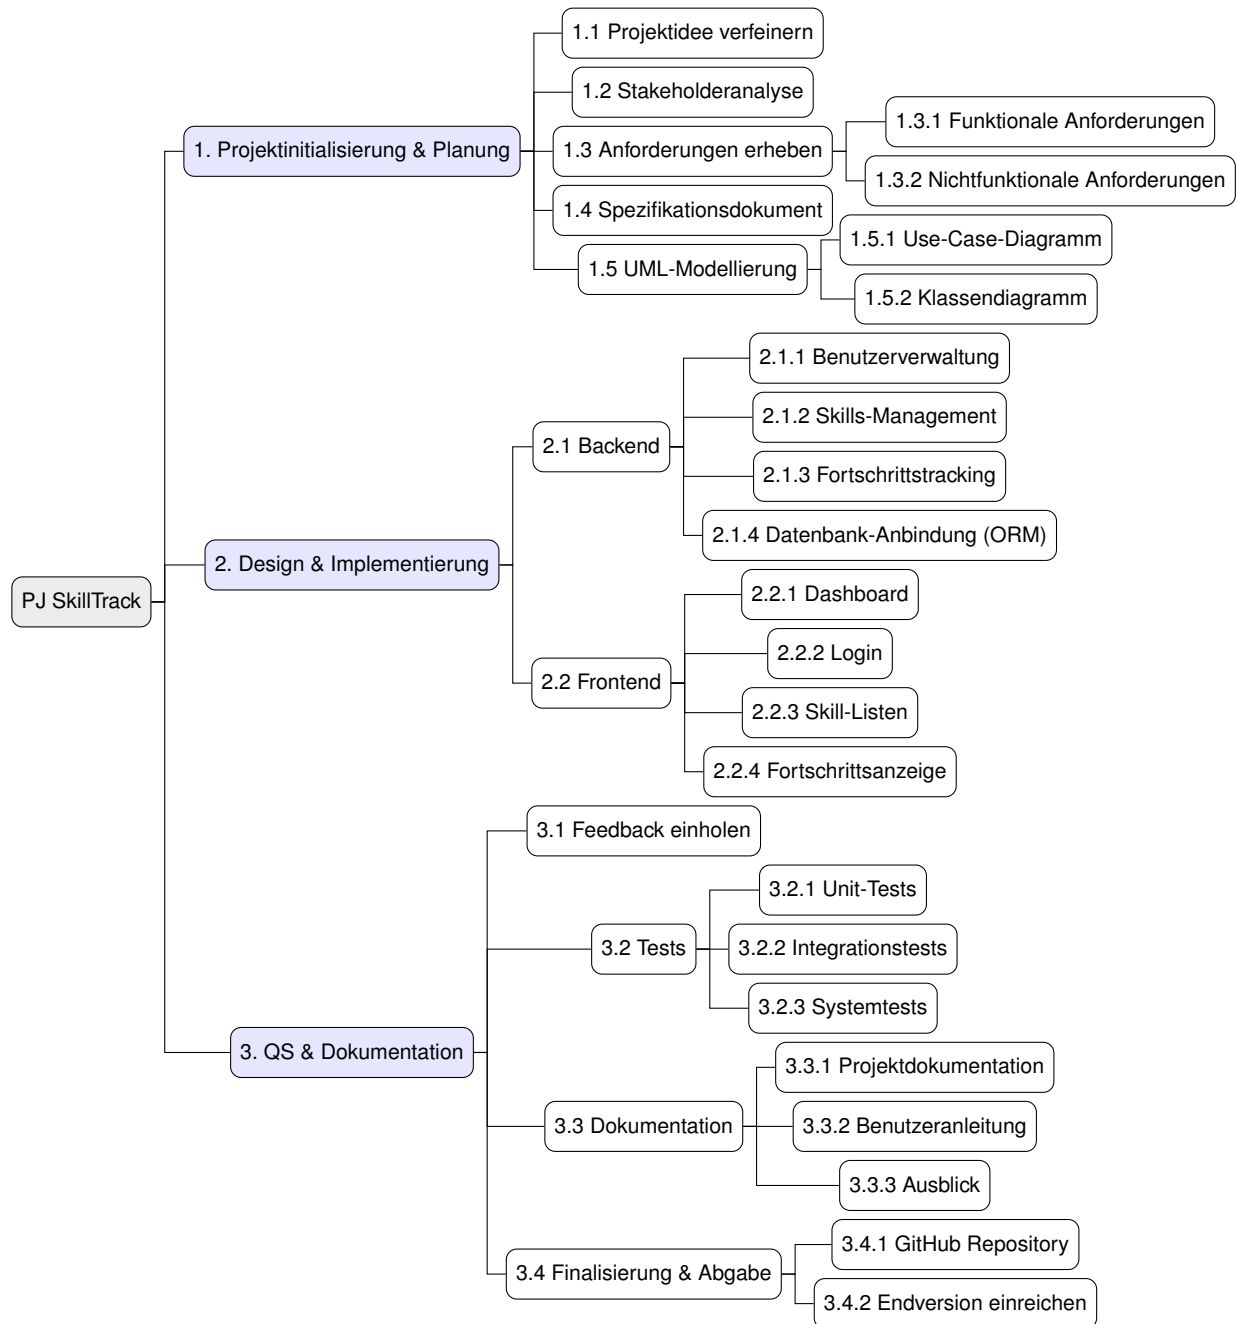 PJ SkillTrack
1. Projektinitialisierung & Planung
1.1 Projektidee verfeinern
1.2 Stakeholderanalyse
1.3 Anforderungen erheben
1.3.1 Funktionale Anforderungen
1.3.2 Nichtfunktionale Anforderungen
1.4 Spezifikationsdokument
1.5 UML-Modellierung
1.5.1 Use-Case-Diagramm
1.5.2 Klassendiagramm
2. Design & Implementierung
2.1 Backend
2.1.1 Benutzerverwaltung
2.1.2 Skills-Management
2.1.3 Fortschrittstracking
2.1.4 Datenbank-Anbindung (ORM)
2.2 Frontend
2.2.1 Dashboard
2.2.2 Login
2.2.3 Skill-Listen
2.2.4 Fortschrittsanzeige
3. QS & Dokumentation
3.1 Feedback einholen
3.2 Tests
3.2.1 Unit-Tests
3.2.2 Integrationstests
3.2.3 Systemtests
3.3 Dokumentation
3.3.1 Projektdokumentation
3.3.2 Benutzeranleitung
3.3.3 Ausblick
3.4 Finalisierung & Abgabe
3.4.1 GitHub Repository
3.4.2 Endversion einreichen